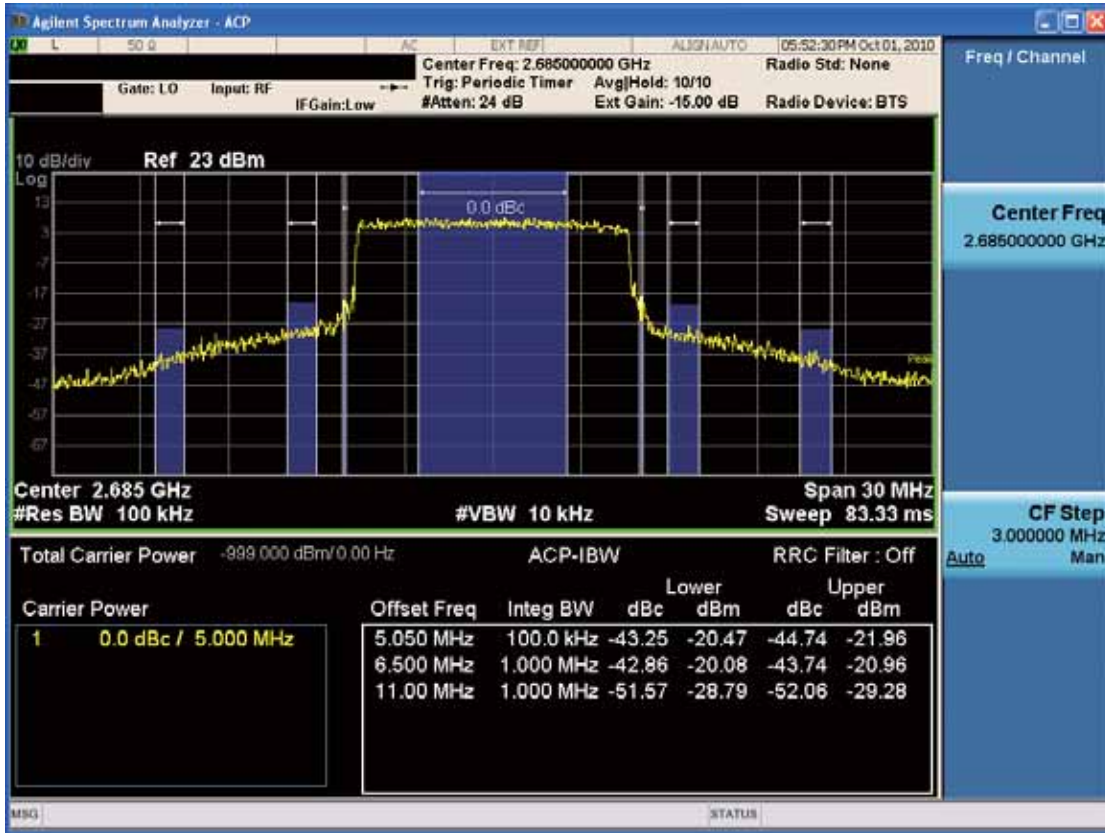 Agilent Spectrum Analyzer - ACP
L 50 Ω AC EXT REF ALIGN AUTO 05:52:30 PM Oct 01, 2010
Center Freq: 2.685000000 GHz Radio Std: None
Gate: LO Input: RF Trig: Periodic Timer Avg|Hold: 10/10
IFGain:Low #Atten: 24 dB Ext Gain: -15.00 dB Radio Device: BTS
10 dB/div Ref 23 dBm
Log
13
3
-7
-17
-27
-37
-47
-57
-67
0.0 dBc
Peak
Center 2.685 GHz Span 30 MHz
#Res BW 100 kHz #VBW 10 kHz Sweep 83.33 ms
Total Carrier Power -999.000 dBm/ 0.00 Hz ACP-IBW RRC Filter : Off
Lower Upper
Carrier Power Offset Freq Integ BW dBc dBm dBc dBm
1 0.0 dBc / 5.000 MHz
5.050 MHz 100.0 kHz -43.25 -20.47 -44.74 -21.96
6.500 MHz 1.000 MHz -42.86 -20.08 -43.74 -20.96
11.00 MHz 1.000 MHz -51.57 -28.79 -52.06 -29.28
MSG STATUS
Freq / Channel
Center Freq
2.685000000 GHz
CF Step
3.000000 MHz
Auto Man